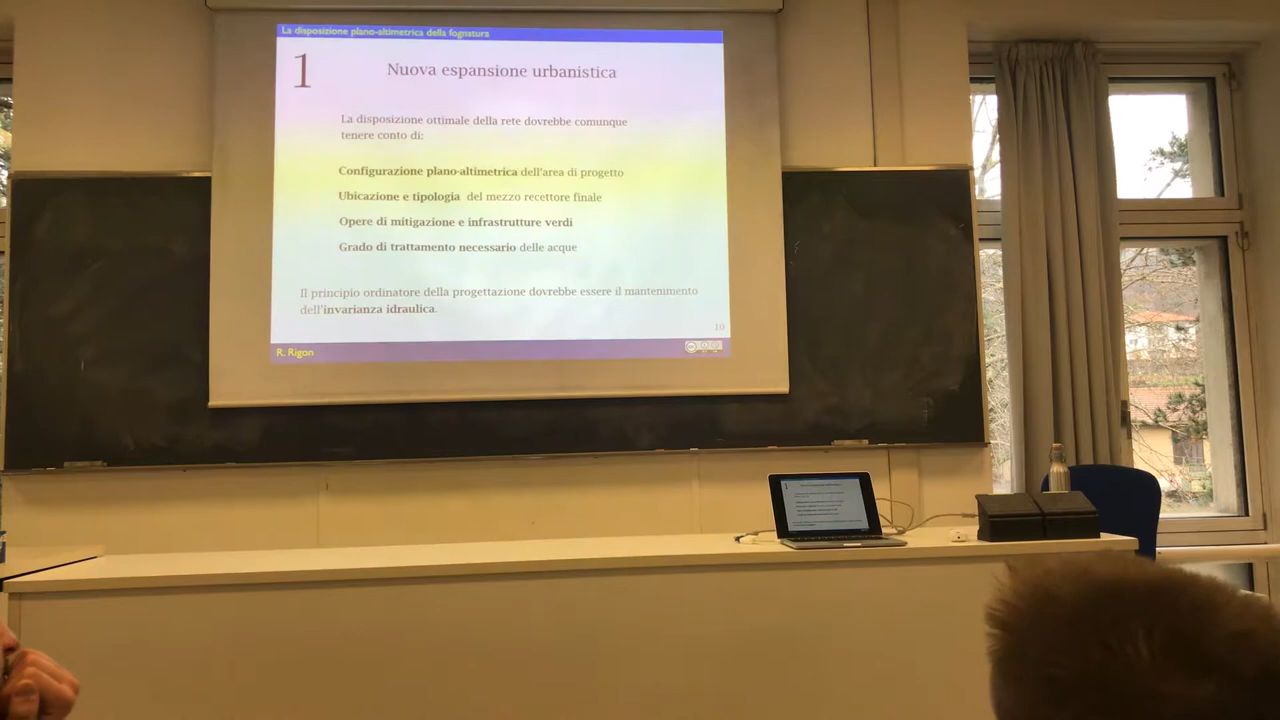 La disposizione plano-altimetrica della fognatura
1
Nuova espansione urbanistica
La disposizione ottimale della rete dovrebbe comunque
tenere conto di:
Configurazione plano-altimetrica dell'area di progetto
Ubicazione e tipologia del mezzo recettore finale
Opere di mitigazione e infrastrutture verdi
Grado di trattamento necessario delle acque
Il principio ordinatore della progettazione dovrebbe essere il mantenimento
dell'invarianza idraulica.
10
R. Rigon